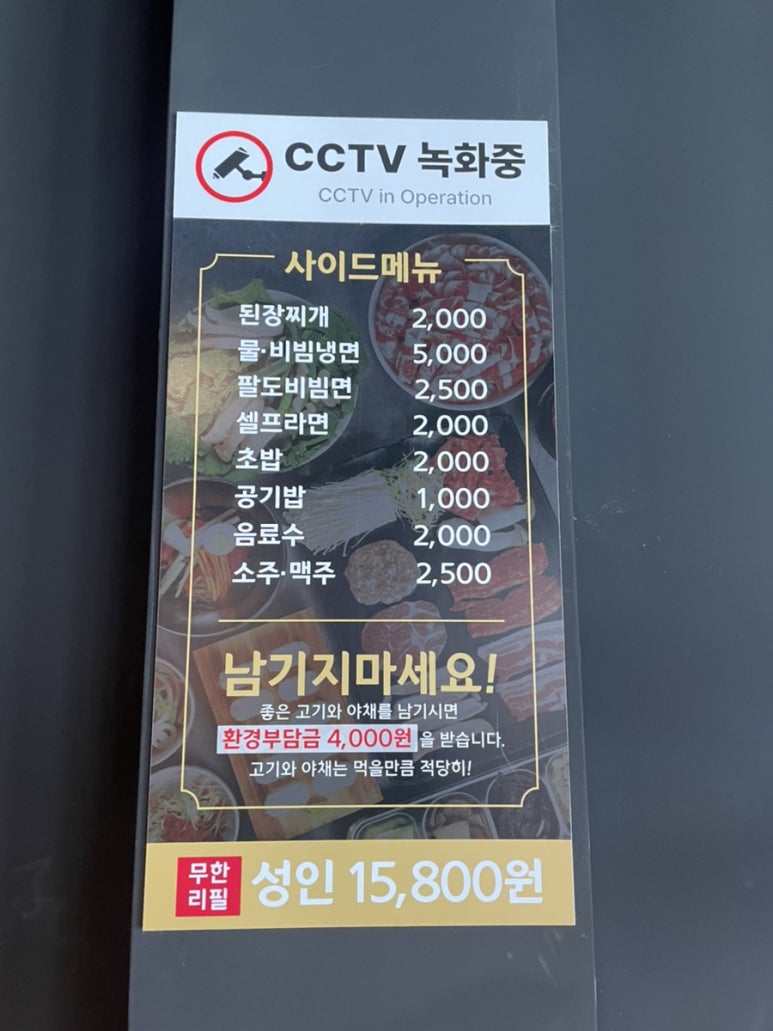 CCTV 녹화중
CCTV in Operation
사이드메뉴
된장찌개 2,000
물·비빔냉면 5,000
팔도비빔면 2,500
셀프라면 2,000
초밥 2,000
공기밥 1,000
음료수 2,000
소주·맥주 2,500
남기지마세요!
좋은 고기와 야채를 남기시면
환경부담금 4,000원 을 받습니다.
고기와 야채는 먹을만큼 적당히!
무한
리필
성인 15,800원